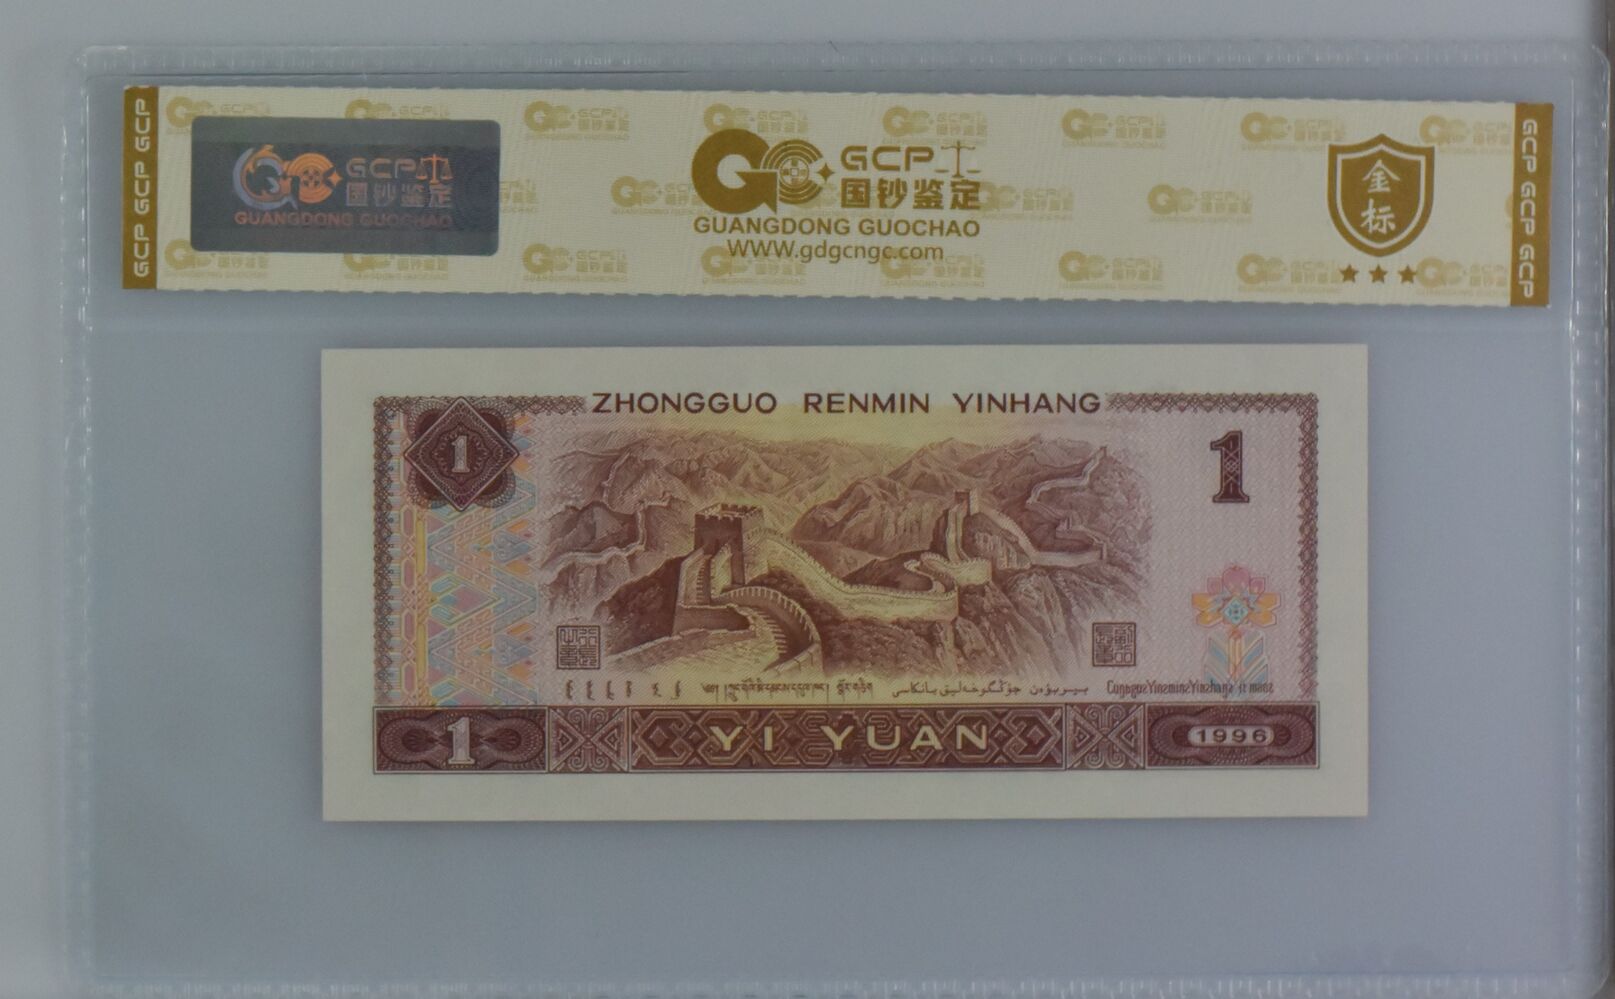 GCP GCP GCP
GCP
国钞鉴定
GUANGDONG GUOCHAO
GCP
国钞鉴定
GUANGDONG GUOCHAO
WWW.gdgcngc.com
金标
GCP GCP GCP
ZHONGGUO RENMIN YINHANG
1
1
1
YI YUAN
1996